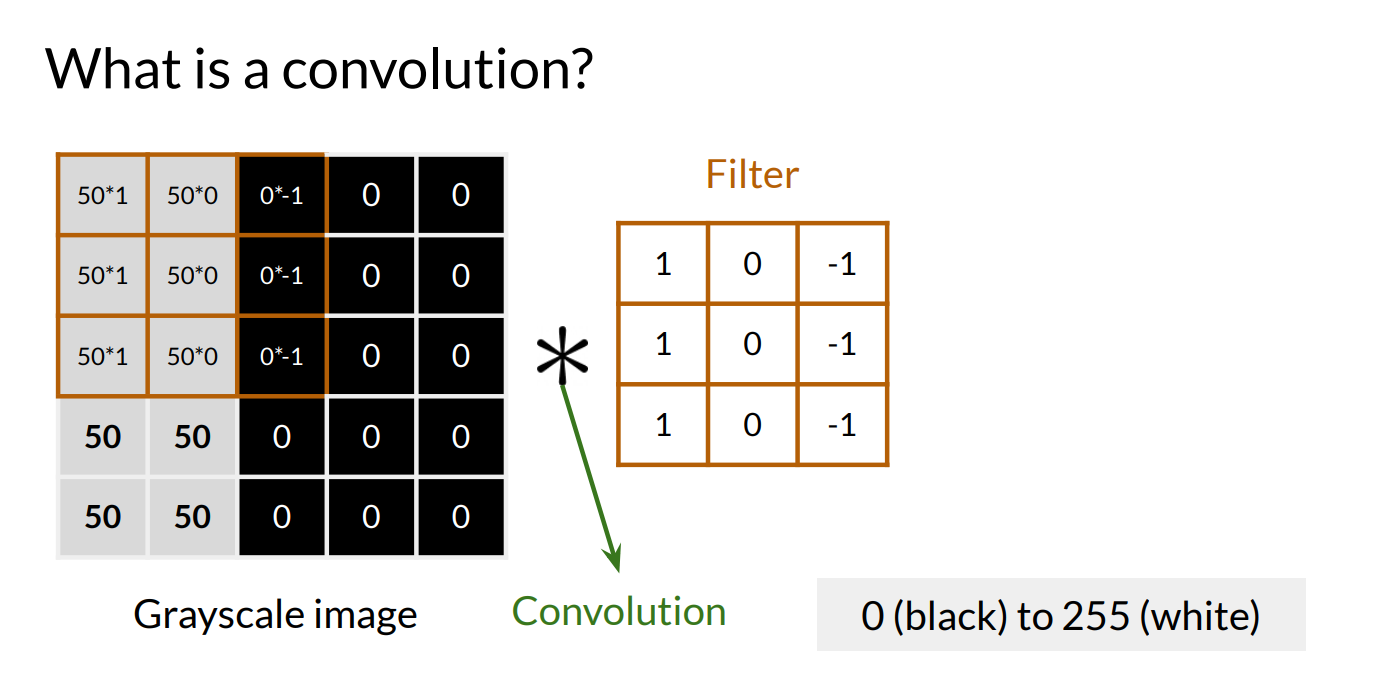 What is a convolution?
Filter
50*1 50*0 0*-1 0 0
50*1 50*0 0*-1 0 0
50*1 50*0 0*-1 0 0
50 50 0 0 0
50 50 0 0 0
*
1 0 -1
1 0 -1
1 0 -1
Grayscale image
Convolution
0 (black) to 255 (white)